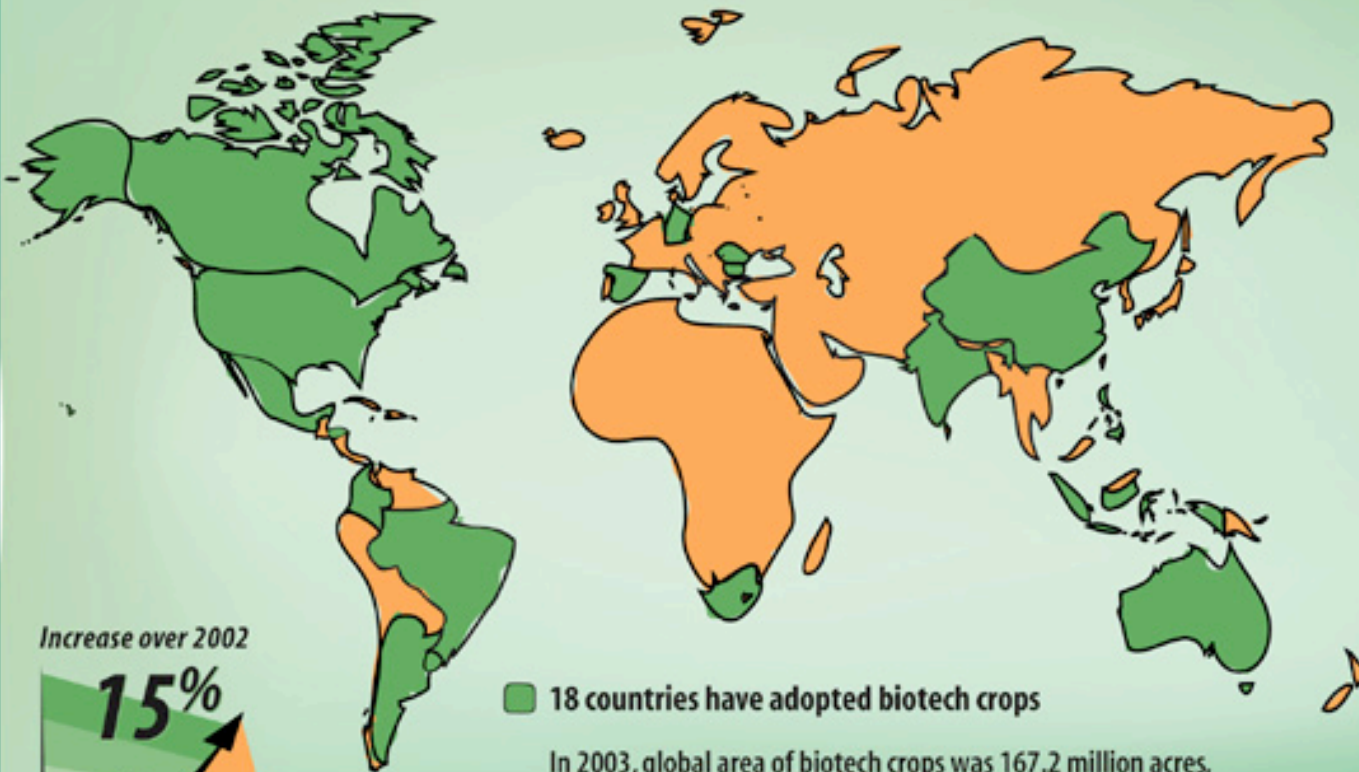 Increase over 2002
15%
18 countries have adopted biotech crops
In 2003, global area of biotech crops was 167.2 million acres.